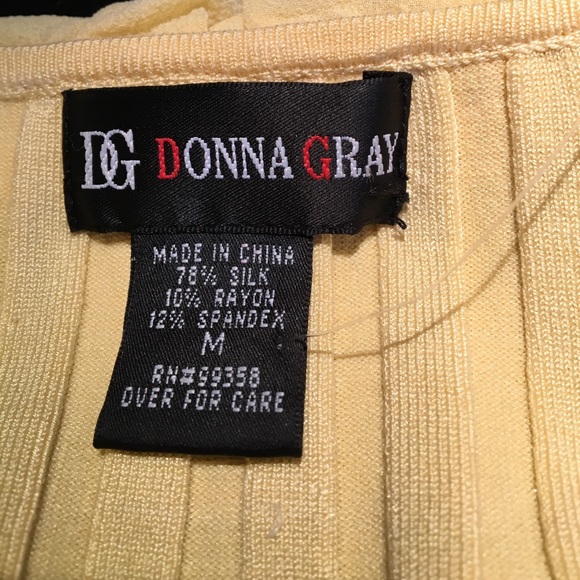 DG DONNA GRAY
MADE IN CHINA
78% SILK
10% RAYON
12% SPANDEX
M
RN#99358
OVER FOR CARE